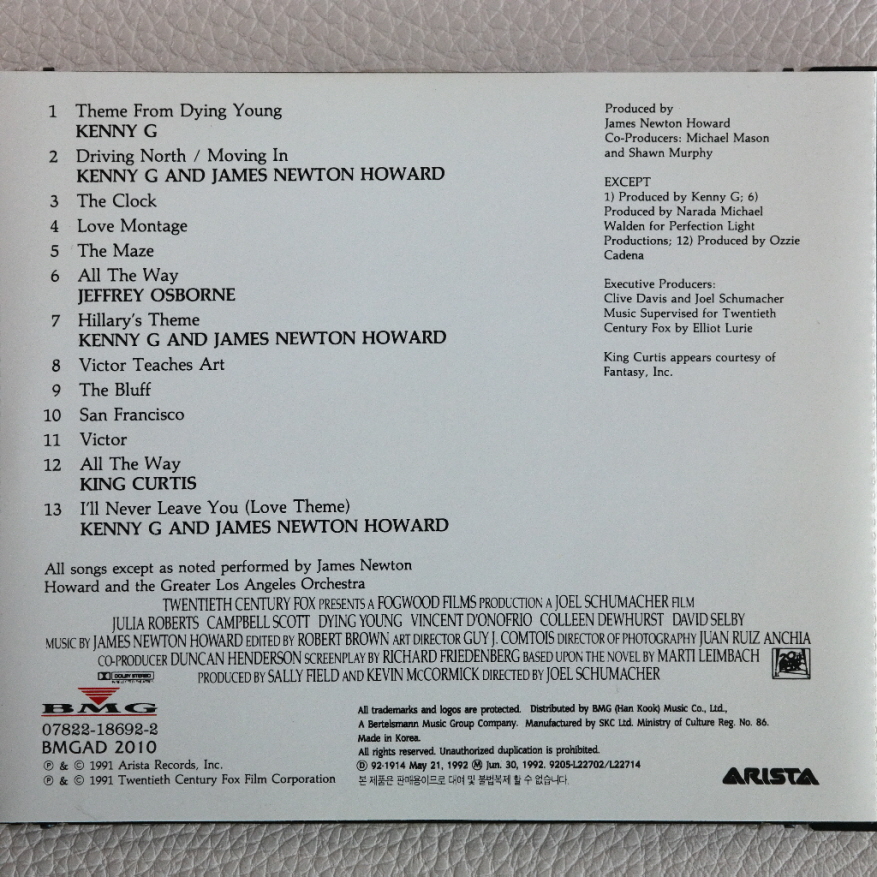 1 Theme From Dying Young
KENNY G
2 Driving North / Moving In
KENNY G AND JAMES NEWTON HOWARD
3 The Clock
4 Love Montage
5 The Maze
6 All The Way
JEFFREY OSBORNE
7 Hillary's Theme
KENNY G AND JAMES NEWTON HOWARD
8 Victor Teaches Art
9 The Bluff
10 San Francisco
11 Victor
12 All The Way
KING CURTIS
13 I'll Never Leave You (Love Theme)
KENNY G AND JAMES NEWTON HOWARD
All songs except as noted performed by James Newton
Howard and the Greater Los Angeles Orchestra
Produced by
James Newton Howard
Co-Producers: Michael Mason
and Shawn Murphy
EXCEPT
1) Produced by Kenny G; 6)
Produced by Narada Michael
Walden for Perfection Light
Productions; 12) Produced by Ozzie
Cadena
Executive Producers:
Clive Davis and Joel Schumacher
Music Supervised for Twentieth
Century Fox by Elliot Lurie
King Curtis appears courtesy of
Fantasy, Inc.
TWENTIETH CENTURY FOX PRESENTS A FOGWOOD FILMS PRODUCTION A JOEL SCHUMACHER FILM
JULIA ROBERTS CAMPBELL SCOTT DYING YOUNG VINCENT D'ONOFRIO COLLEEN DEWHURST DAVID SELBY
MUSIC BY JAMES NEWTON HOWARD EDITED BY ROBERT BROWN ART DIRECTOR GUY J. COMTOIS DIRECTOR OF PHOTOGRAPHY JUAN RUIZ ANCHIA
CO-PRODUCER DUNCAN HENDERSON SCREENPLAY BY RICHARD FRIEDENBERG BASED UPON THE NOVEL BY MARTI LEIMBACH
PRODUCED BY SALLY FIELD AND KEVIN McCORMICK DIRECTED BY JOEL SCHUMACHER
DOLBY STEREO
BMG
07822-18692-2
BMGAD 2010
Ⓟ & © 1991 Arista Records, Inc.
Ⓟ & © 1991 Twentieth Century Fox Film Corporation
All trademarks and logos are protected. Distributed by BMG (Han Kook) Music Co., Ltd.,
A Bertelsmann Music Group Company. Manufactured by SKC Ltd. Ministry of Culture Reg. No. 86.
Made in Korea.
All rights reserved. Unauthorized duplication is prohibited.
Ⓓ 92-1914 May 21, 1992 Ⓜ Jun. 30, 1992. 9205-L22702/L22714
본 제품은 판매용이므로 대여 및 불법복제 할 수 없습니다.
ARISTA